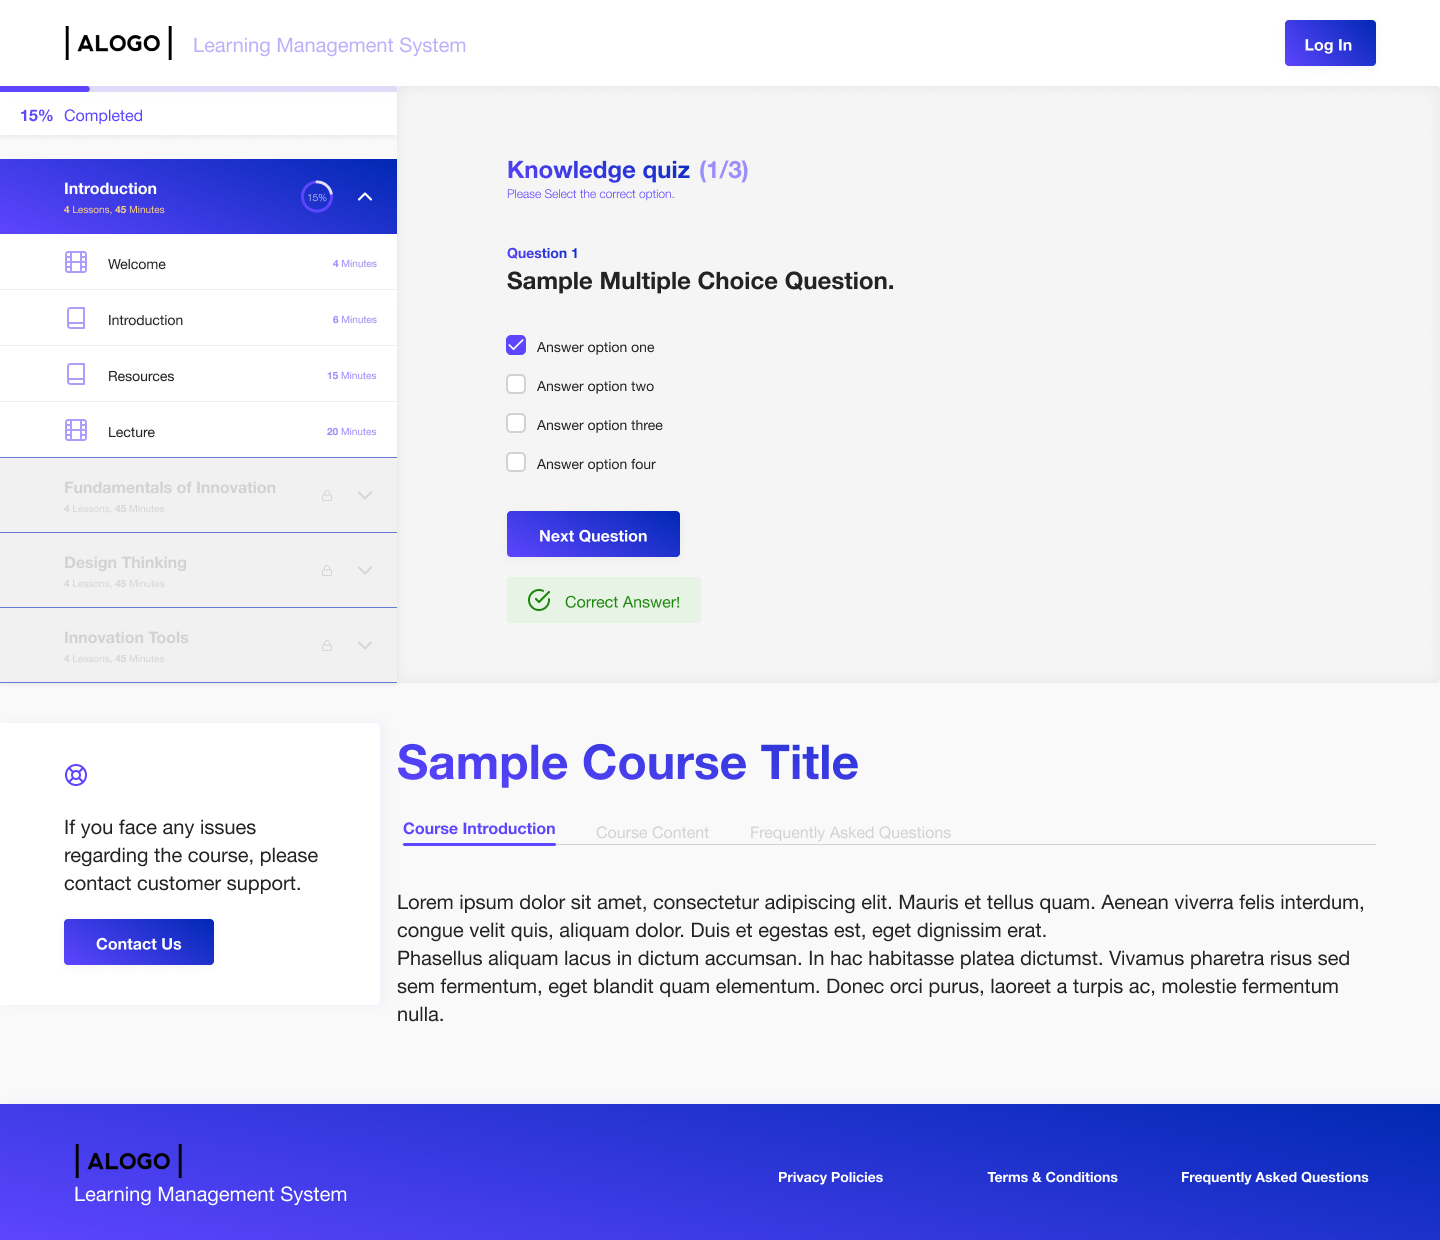 | ALOGO | Learning Management System
Log In
15% Completed
Introduction
4 Lessons, 45 Minutes
15%
Welcome
4 Minutes
Introduction
6 Minutes
Resources
15 Minutes
Lecture
20 Minutes
Fundamentals of Innovation
4 Lessons, 45 Minutes
Design Thinking
4 Lessons, 45 Minutes
Innovation Tools
4 Lessons, 45 Minutes
Knowledge quiz (1/3)
Please Select the correct option.
Question 1
Sample Multiple Choice Question.
Answer option one
Answer option two
Answer option three
Answer option four
Next Question
Correct Answer!
If you face any issues
regarding the course, please
contact customer support.
Contact Us
Sample Course Title
Course Introduction
Course Content
Frequently Asked Questions
Lorem ipsum dolor sit amet, consectetur adipiscing elit. Mauris et tellus quam. Aenean viverra felis interdum,
congue velit quis, aliquam dolor. Duis et egestas est, eget dignissim erat.
Phasellus aliquam lacus in dictum accumsan. In hac habitasse platea dictumst. Vivamus pharetra risus sed
sem fermentum, eget blandit quam elementum. Donec orci purus, laoreet a turpis ac, molestie fermentum
nulla.
| ALOGO |
Learning Management System
Privacy Policies
Terms & Conditions
Frequently Asked Questions